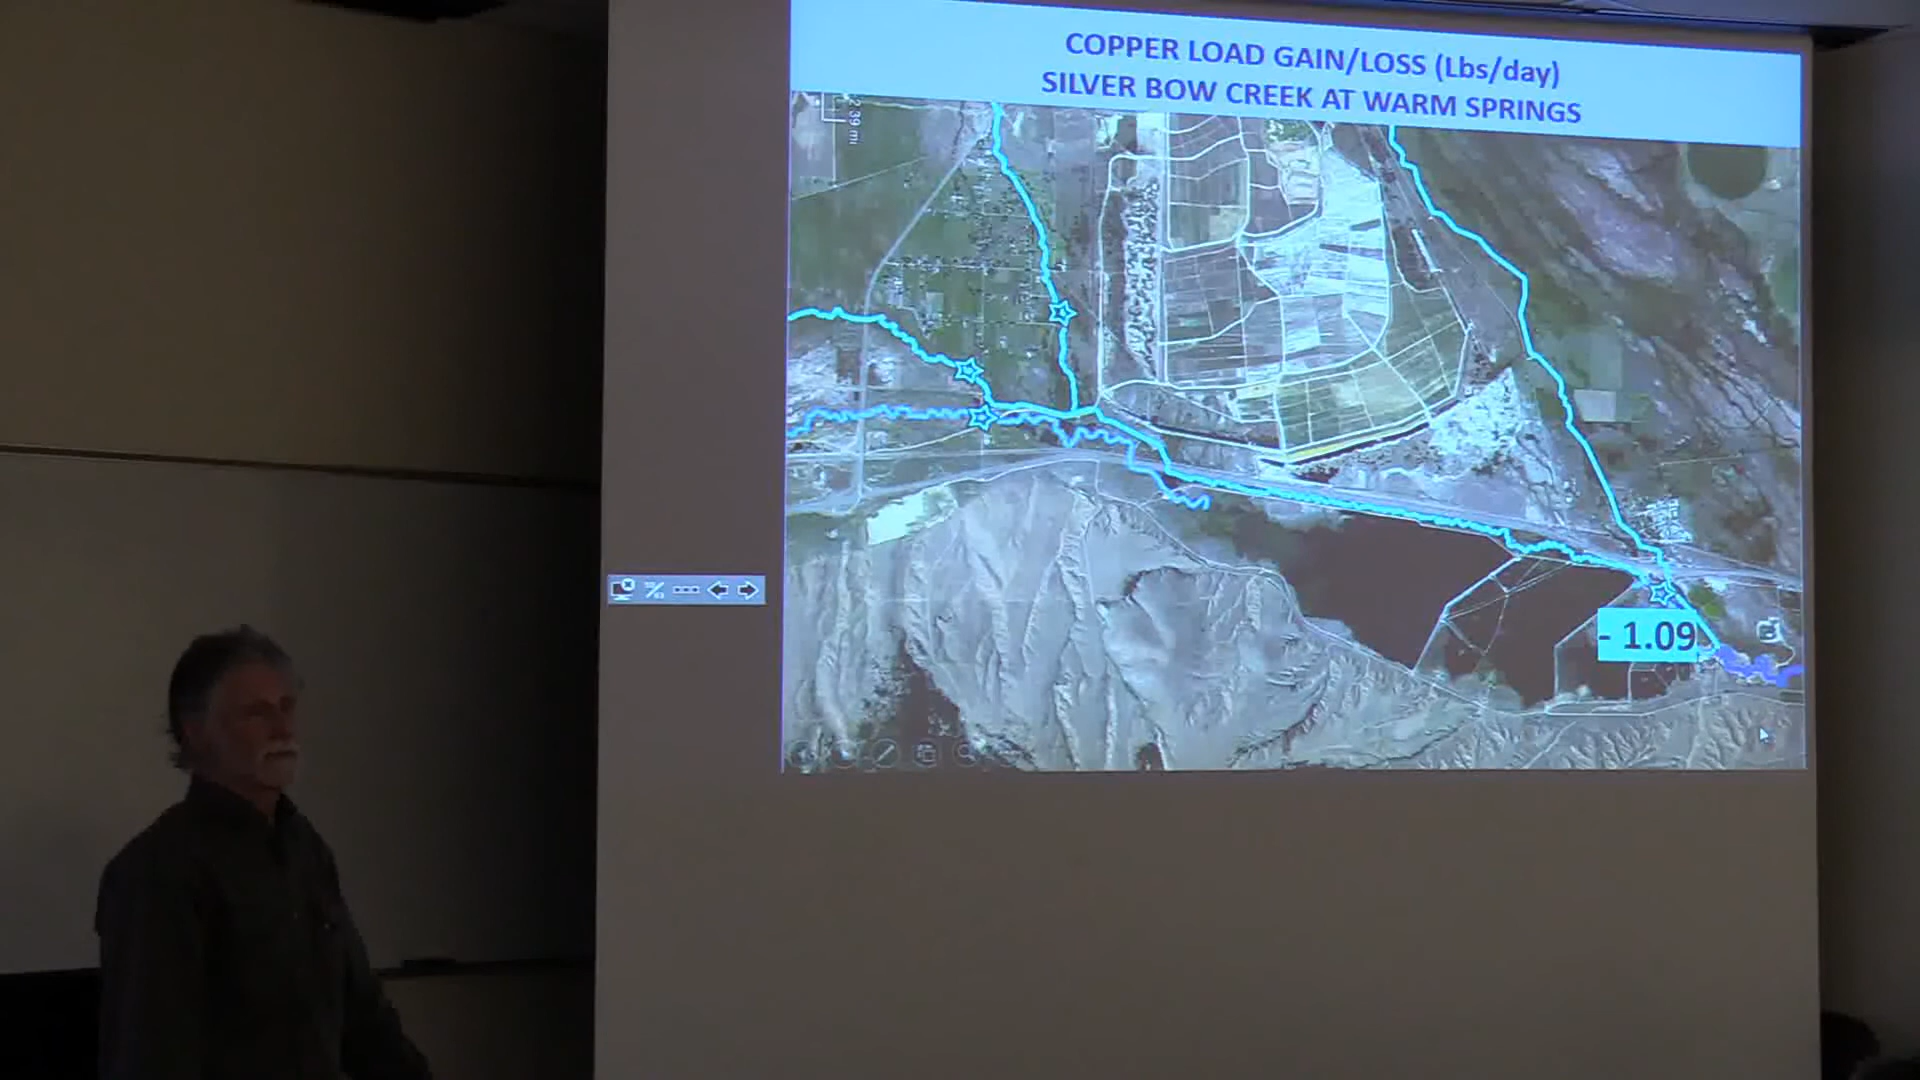 COPPER LOAD GAIN/LOSS (Lbs/day)
SILVER BOW CREEK AT WARM SPRINGS
- 1.09